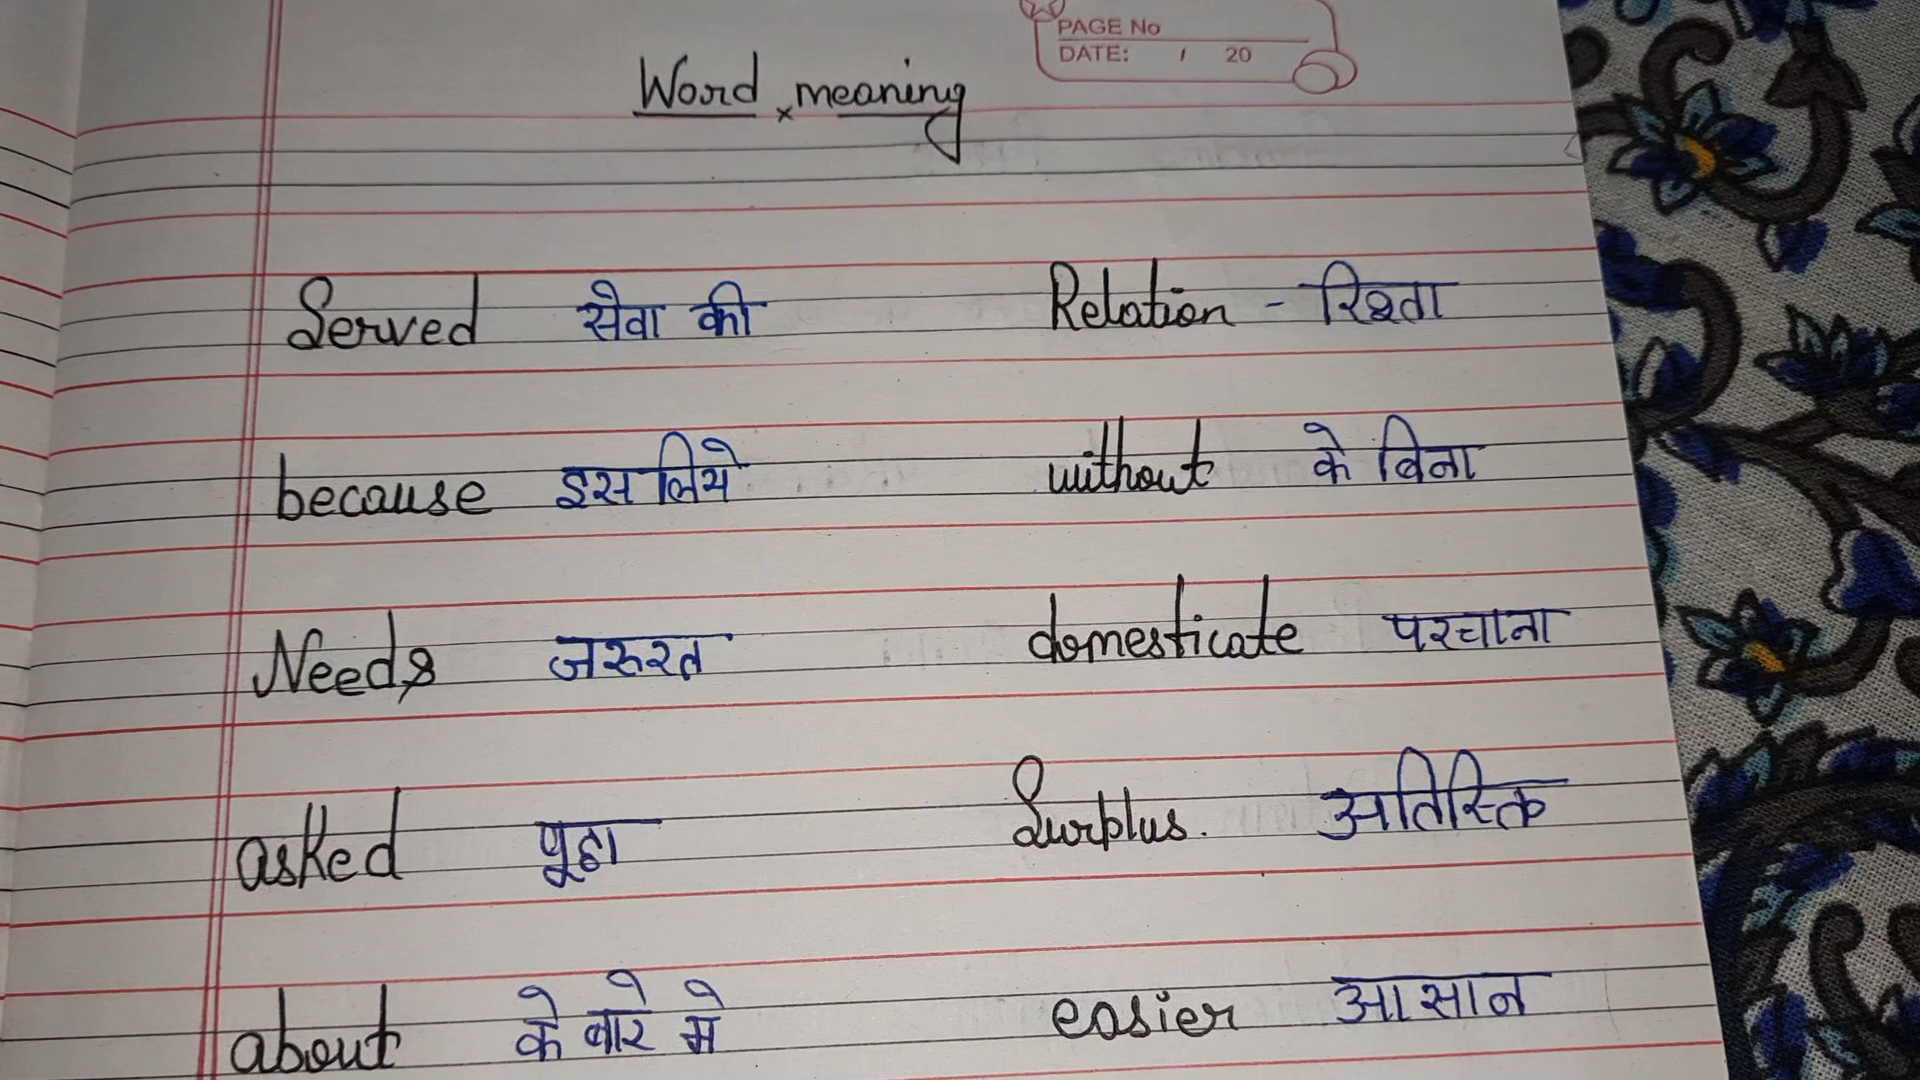 PAGE No
DATE: / 20
Word × meaning
Served सेवा की Relation - रिश्ता
because इसलिये without के बिना
Needs जरूरत domesticate परचाना
asked पूछा Surplus. अतिरिक्त
about के बारे मे easier आसान